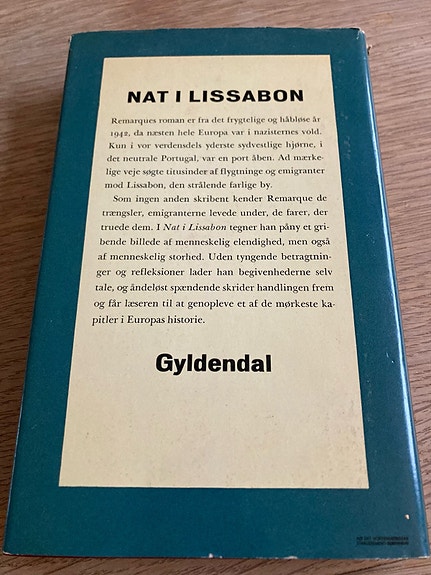 NAT I LISSABON
Remarques roman er fra det frygtelige og håbløse år
1942, da næsten hele Europa var i nazisternes vold.
Kun i vor verdensdels yderste sydvestlige hjørne, i
det neutrale Portugal, var en port åben. Ad mærke-
lige veje søgte titusinder af flygtninge og emigranter
mod Lissabon, den strålende farlige by.
Som ingen anden skribent kender Remarque de
trængsler, emigranterne levede under, de farer, der
truede dem. I Nat i Lissabon tegner han påny et gri-
bende billede af menneskelig elendighed, men også
af menneskelig storhed. Uden tyngende betragtnin-
ger og refleksioner lader han begivenhederne selv
tale, og åndeløst spændende skrider handlingen frem
og får læseren til at genopleve et af de mørkeste ka-
pitler i Europas historie.
Gyldendal